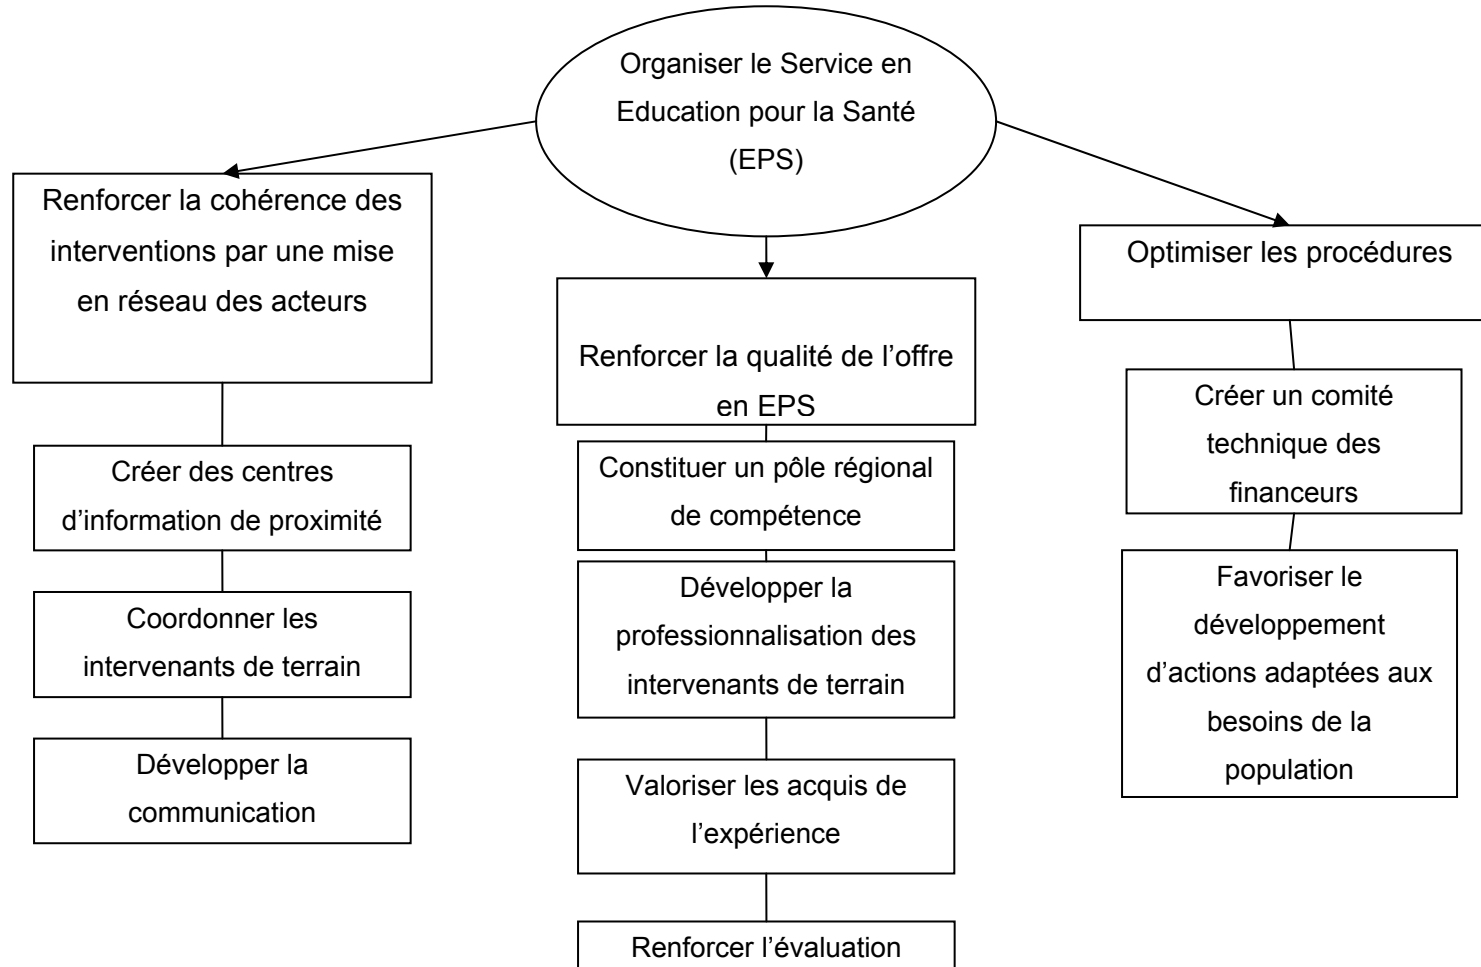 Organiser le Service en
Education pour la Santé
(EPS)
Renforcer la cohérence des
interventions par une mise
en réseau des acteurs
Créer des centres
d’information de proximité
Coordonner les
intervenants de terrain
Développer la
communication
Renforcer la qualité de l’offre
en EPS
Constituer un pôle régional
de compétence
Développer la
professionnalisation des
intervenants de terrain
Valoriser les acquis de
l’expérience
Renforcer l’évaluation
Optimiser les procédures
Créer un comité
technique des
financeurs
Favoriser le
développement
d’actions adaptées aux
besoins de la
population